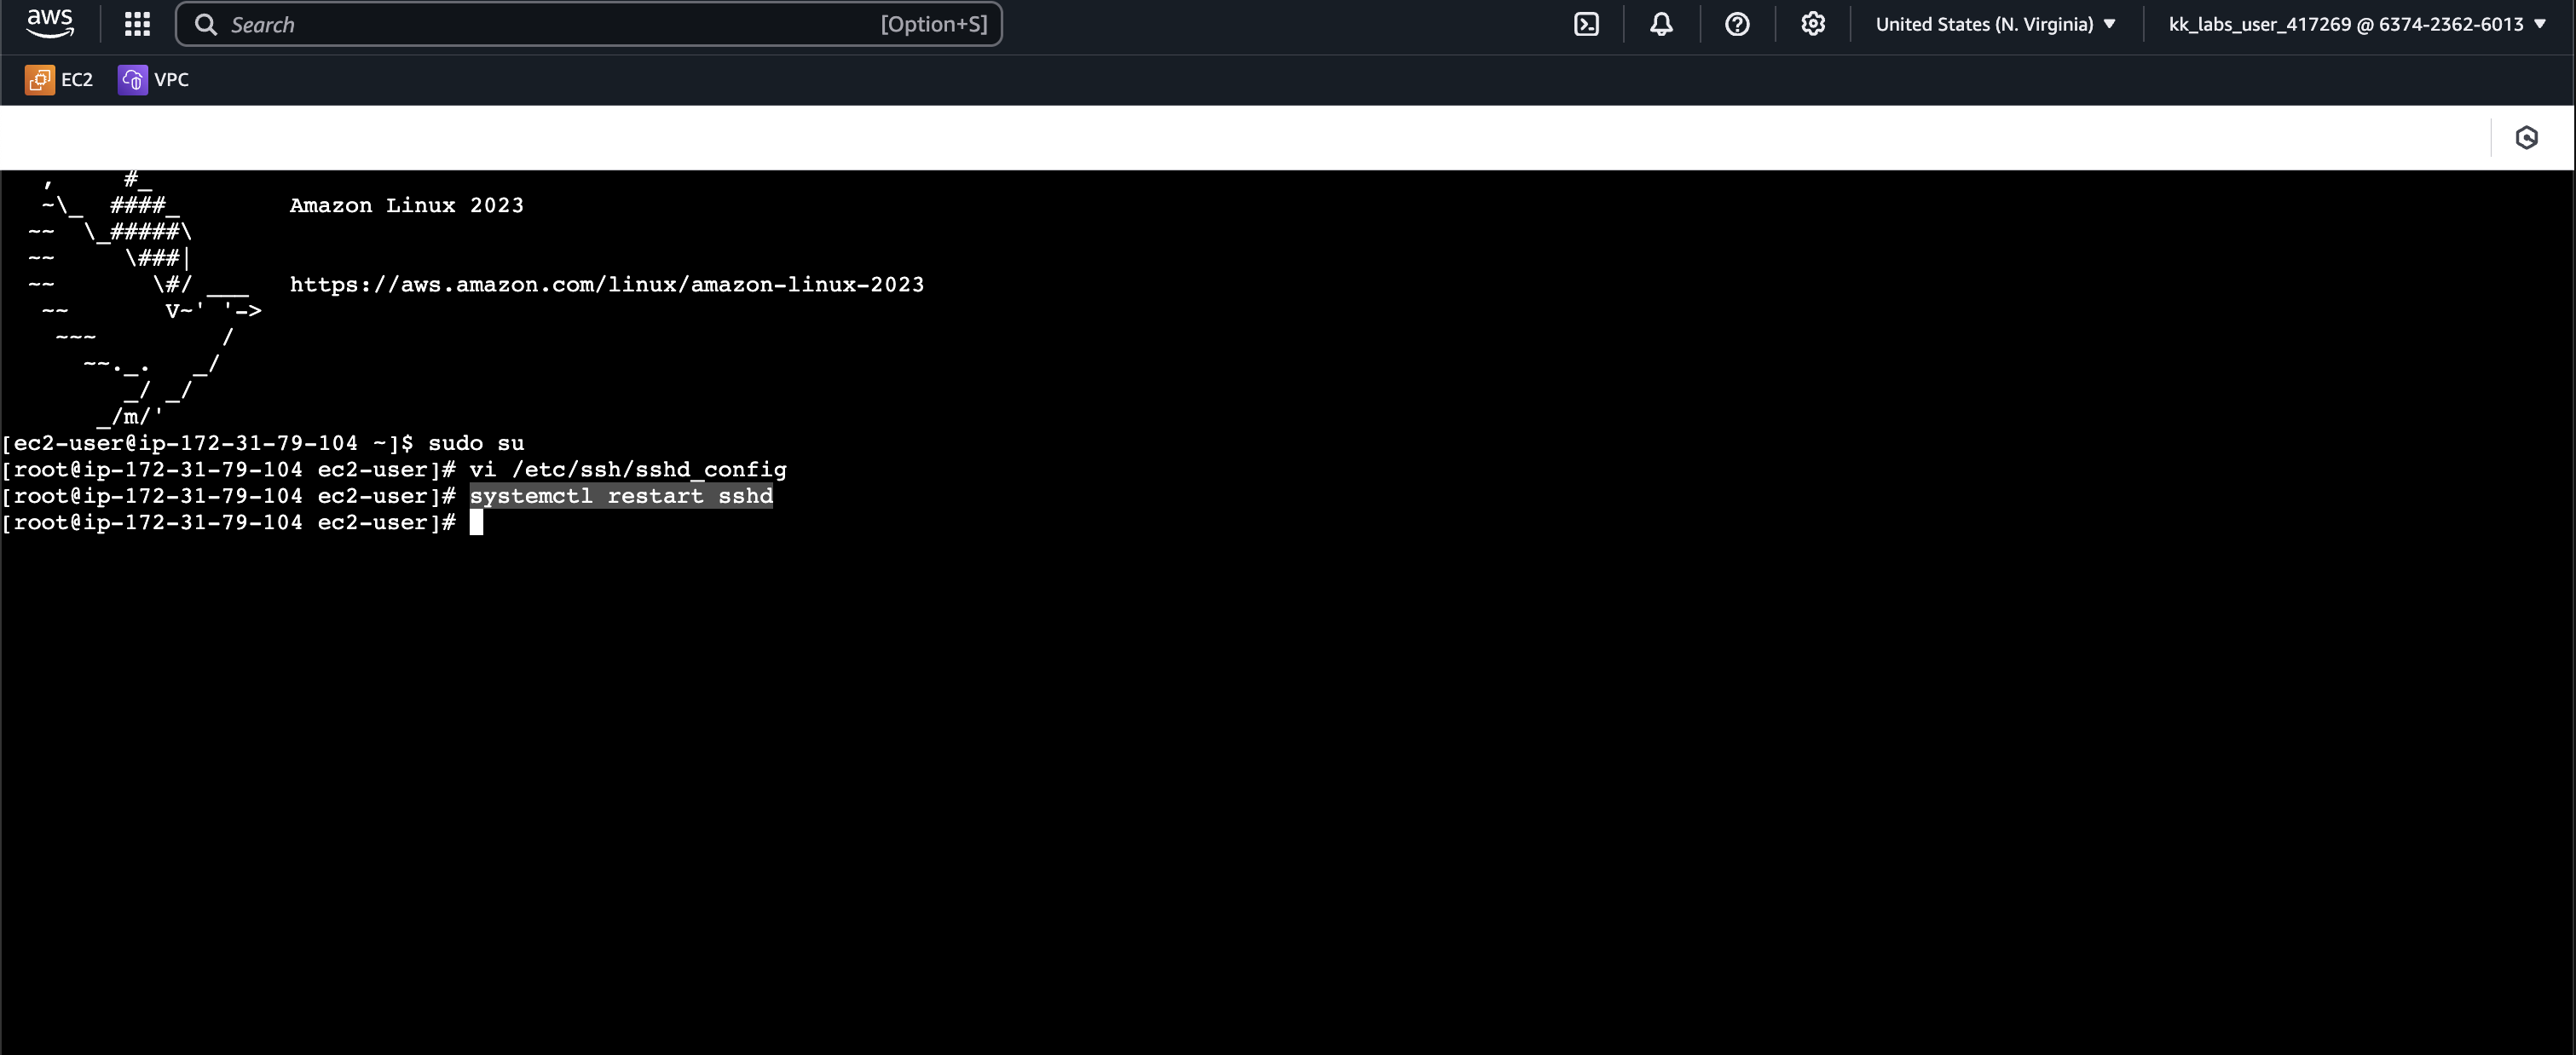 aws
Search [Option+S]
United States (N. Virginia)
kk_labs_user_417269 @ 6374-2362-6013
EC2
VPC
   ,     #_
   ~\_  ####_        Amazon Linux 2023
  ~~  \_#####\
  ~~     \###|
  ~~       \#/ ___   https://aws.amazon.com/linux/amazon-linux-2023
   ~~       V~' '->
    ~~~         /
      ~~._.   _/
         _/ _/
       _/m/'
[ec2-user@ip-172-31-79-104 ~]$ sudo su
[root@ip-172-31-79-104 ec2-user]# vi /etc/ssh/sshd_config
[root@ip-172-31-79-104 ec2-user]# systemctl restart sshd
[root@ip-172-31-79-104 ec2-user]#